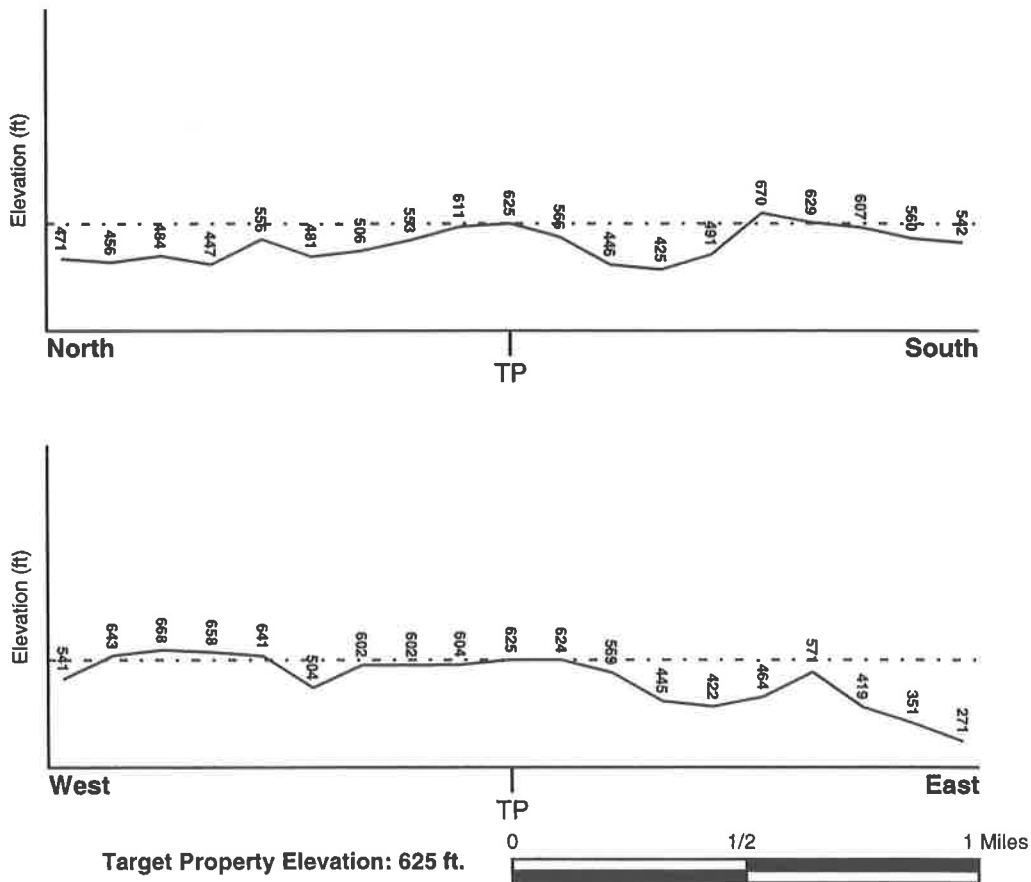 Elevation (ft)
471 456 484 447 555 481 506 553 611 625 566 446 425 491 670 629 607 560 542
North South
TP
Elevation (ft)
541 643 668 658 641 504 602 602 604 625 624 569 445 422 464 571 419 351 271
West East
TP
Target Property Elevation: 625 ft.
0 1/2 1 Miles